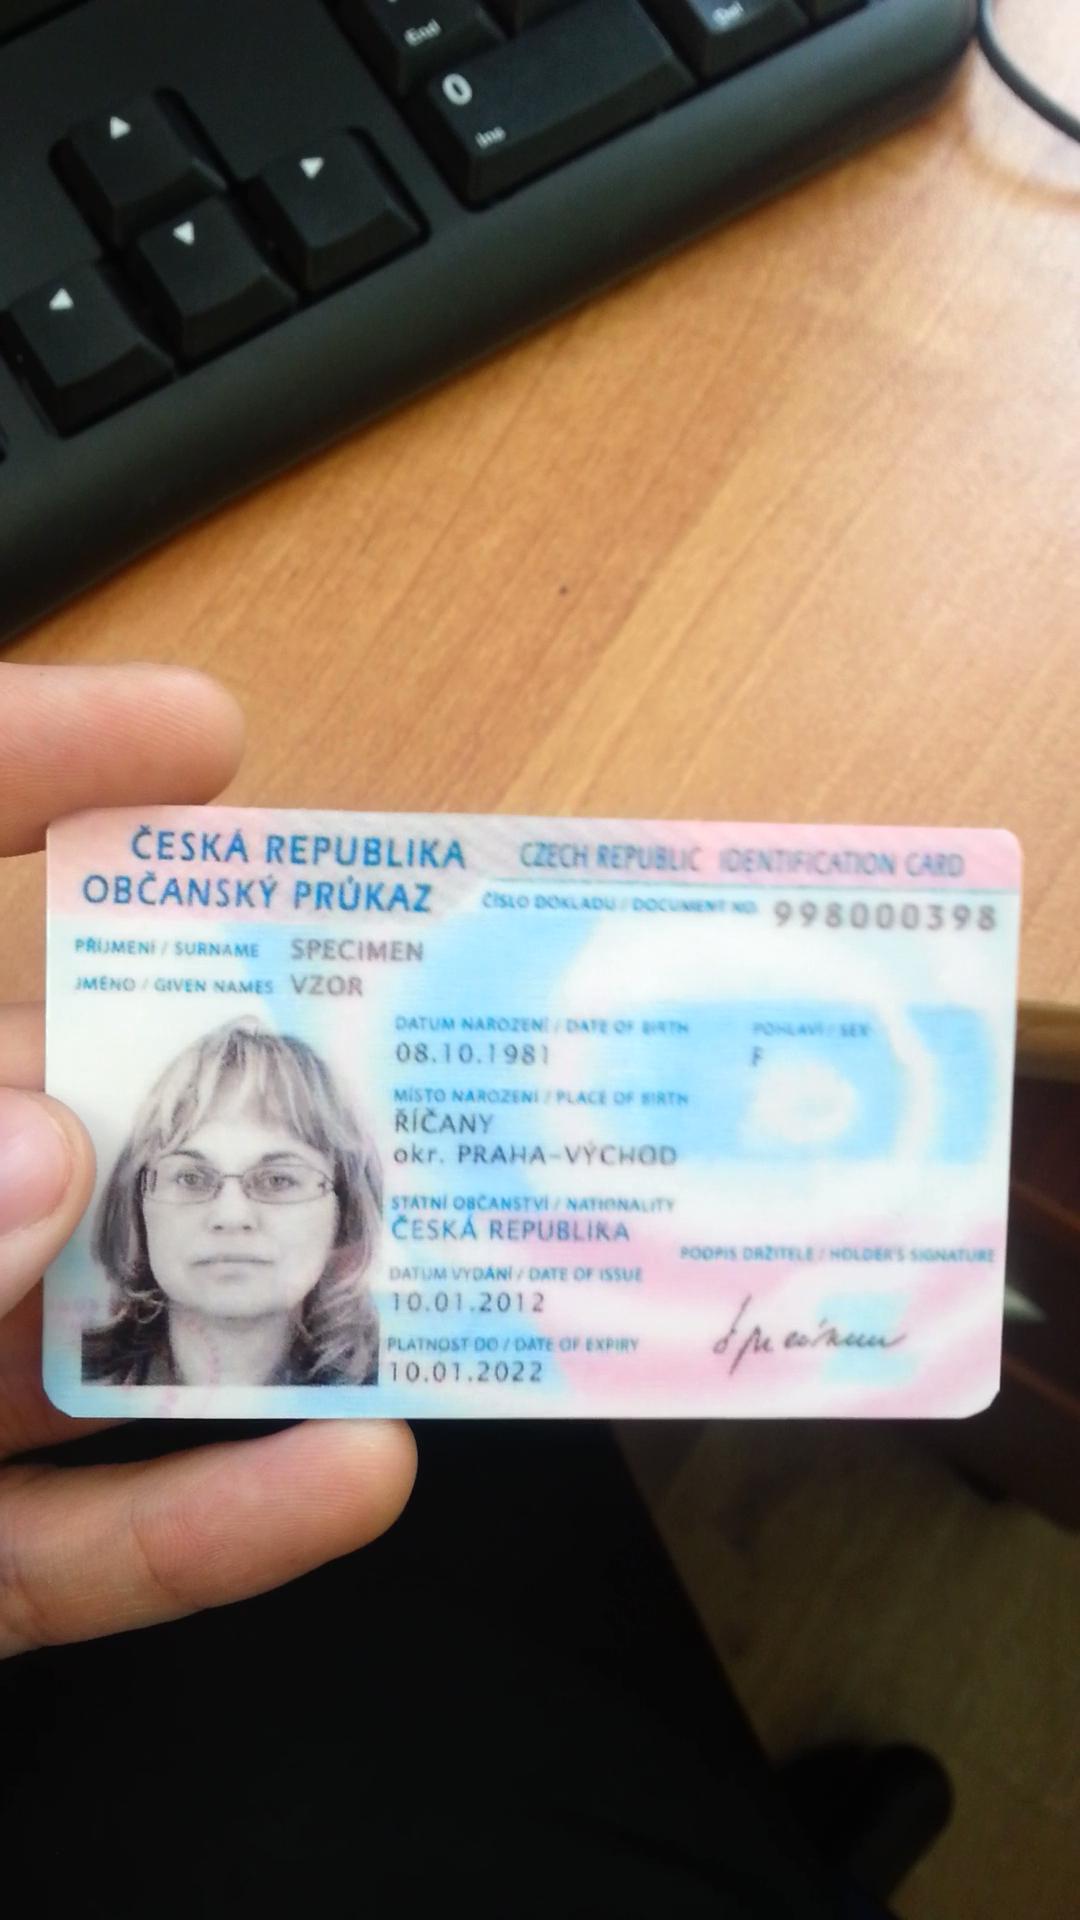 End
Del
0
Ins
ČESKÁ REPUBLIKA
CZECH REPUBLIC IDENTIFICATION CARD
OBČANSKÝ PRŮKAZ
ČÍSLO DOKLADU / DOCUMENT NO. 998000398
PŘÍJMENÍ / SURNAME SPECIMEN
JMÉNO / GIVEN NAMES VZOR
DATUM NAROZENÍ / DATE OF BIRTH
POHLAVÍ / SEX
08.10.1981
F
MÍSTO NAROZENÍ / PLACE OF BIRTH
ŘÍČANY
okr. PRAHA-VÝCHOD
STÁTNÍ OBČANSTVÍ / NATIONALITY
ČESKÁ REPUBLIKA
PODPIS DRŽITELE / HOLDER'S SIGNATURE
DATUM VYDÁNÍ / DATE OF ISSUE
10.01.2012
Specimen
PLATNOST DO / DATE OF EXPIRY
10.01.2022